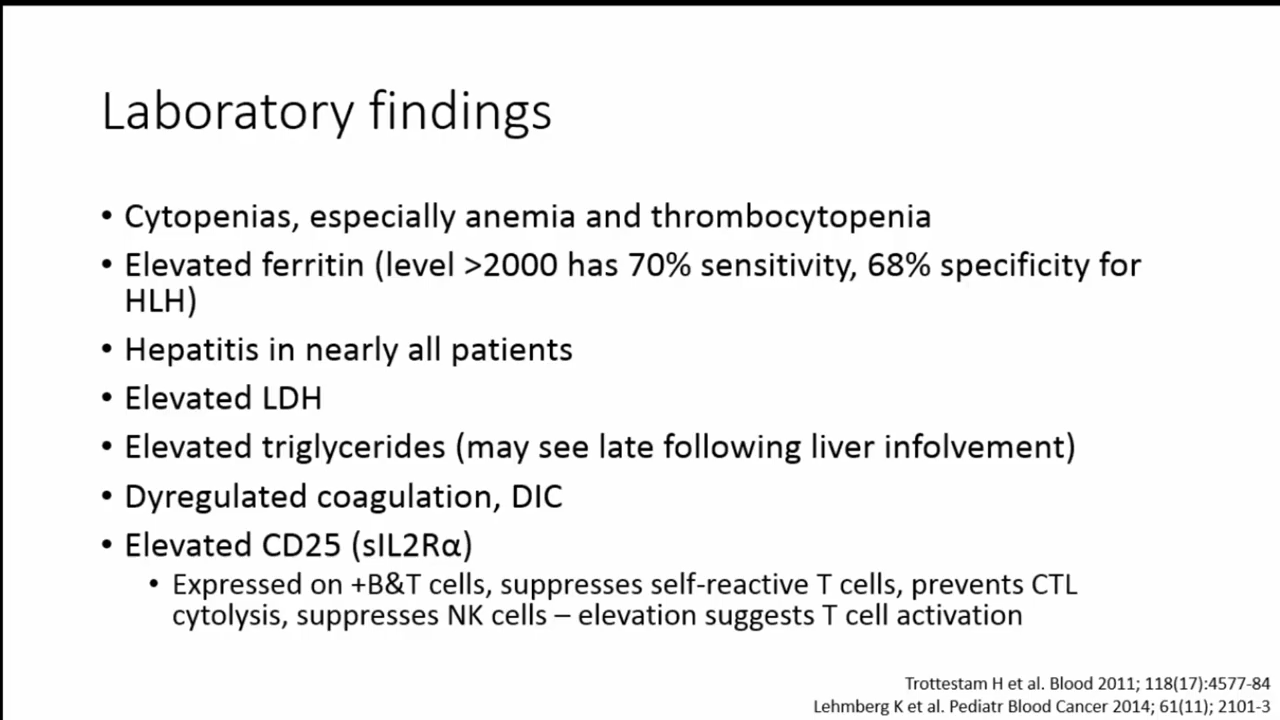 Laboratory findings
• Cytopenias, especially anemia and thrombocytopenia
• Elevated ferritin (level >2000 has 70% sensitivity, 68% specificity for
HLH)
• Hepatitis in nearly all patients
• Elevated LDH
• Elevated triglycerides (may see late following liver infolvement)
• Dyregulated coagulation, DIC
• Elevated CD25 (sIL2Rα)
• Expressed on +B&T cells, suppresses self-reactive T cells, prevents CTL
cytolysis, suppresses NK cells – elevation suggests T cell activation
Trottestam H et al. Blood 2011; 118(17):4577-84
Lehmberg K et al. Pediatr Blood Cancer 2014; 61(11); 2101-3